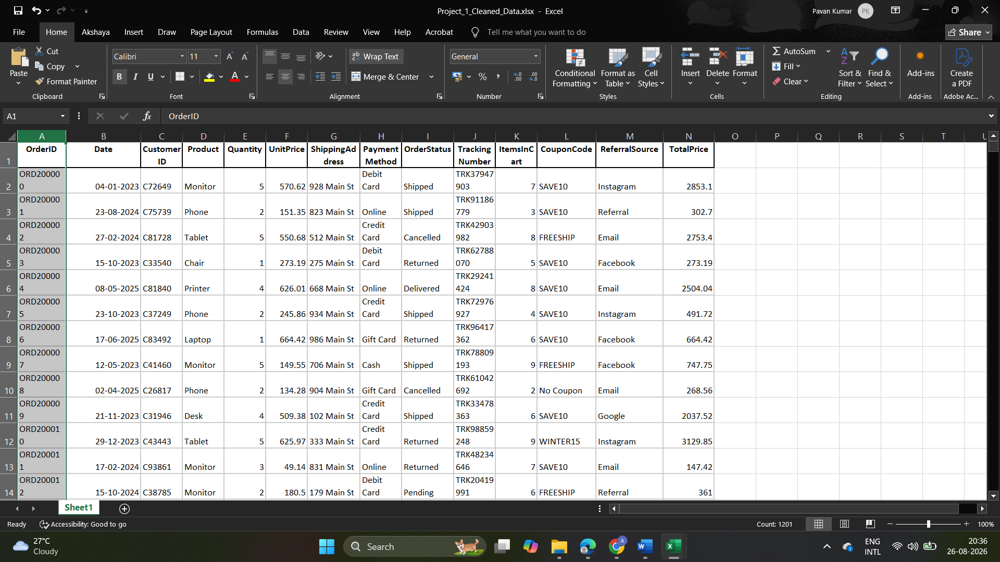 Project_1_Cleaned_Data.xlsx - Excel
Pavan Kumar PK
File Home Akshaya Insert Draw Page Layout Formulas Data Review View Help Acrobat Tell me what you want to do Share
Paste Cut Copy Format Painter Clipboard
Calibri 11 A A B I U A Font
ab Wrap Text Merge & Center Alignment
General % , Number
Conditional Formatting Format as Table Cell Styles Styles
Insert Delete Format Cells
AutoSum Fill Clear Sort & Filter Find & Select Editing
Add-ins Add-ins
Create a PDF Adobe Ac...
A1 fx OrderID
A B C D E F G H I J K L M N O P Q R S T U
1 OrderID Date Customer ID Product Quantity UnitPrice ShippingAd dress Payment Method OrderStatus Tracking Number ItemsInC art CouponCode ReferralSource TotalPrice
2 ORD20000 0 04-01-2023 C72649 Monitor 5 570.62 928 Main St Debit Card Shipped TRK37947 903 7 SAVE10 Instagram 2853.1
3 ORD20000 1 23-08-2024 C75739 Phone 2 151.35 823 Main St Online Shipped TRK91186 779 3 SAVE10 Referral 302.7
4 ORD20000 2 27-02-2024 C81728 Tablet 5 550.68 512 Main St Credit Card Cancelled TRK42903 982 8 FREESHIP Email 2753.4
5 ORD20000 3 15-10-2023 C33540 Chair 1 273.19 275 Main St Debit Card Returned TRK62788 070 5 SAVE10 Facebook 273.19
6 ORD20000 4 08-05-2025 C81840 Printer 4 626.01 668 Main St Online Delivered TRK29241 424 8 SAVE10 Email 2504.04
7 ORD20000 5 23-10-2023 C37249 Phone 2 245.86 934 Main St Credit Card Shipped TRK72976 927 4 SAVE10 Instagram 491.72
8 ORD20000 6 17-06-2025 C83492 Laptop 1 664.42 986 Main St Gift Card Returned TRK96417 362 6 SAVE10 Facebook 664.42
9 ORD20000 7 12-05-2023 C41460 Monitor 5 149.55 706 Main St Cash Shipped TRK78809 193 9 FREESHIP Facebook 747.75
10 ORD20000 8 02-04-2025 C26817 Phone 2 134.28 904 Main St Gift Card Cancelled TRK61042 692 2 No Coupon Email 268.56
11 ORD20000 9 21-11-2023 C31946 Desk 4 509.38 102 Main St Credit Card Shipped TRK33478 363 6 SAVE10 Google 2037.52
12 ORD20001 0 29-12-2023 C43443 Tablet 5 625.97 333 Main St Credit Card Returned TRK98859 248 9 WINTER15 Instagram 3129.85
13 ORD20001 1 17-02-2024 C93861 Monitor 3 49.14 831 Main St Online Returned TRK48234 646 7 SAVE10 Email 147.42
14 ORD20001 2 15-10-2024 C38785 Monitor 2 180.5 179 Main St Debit Card Pending TRK20419 991 6 FREESHIP Referral 361
Sheet1
Ready Accessibility: Good to go Count: 1201 100%
27°C
Cloudy
Search
ENG
INTL
20:36
26-08-2026